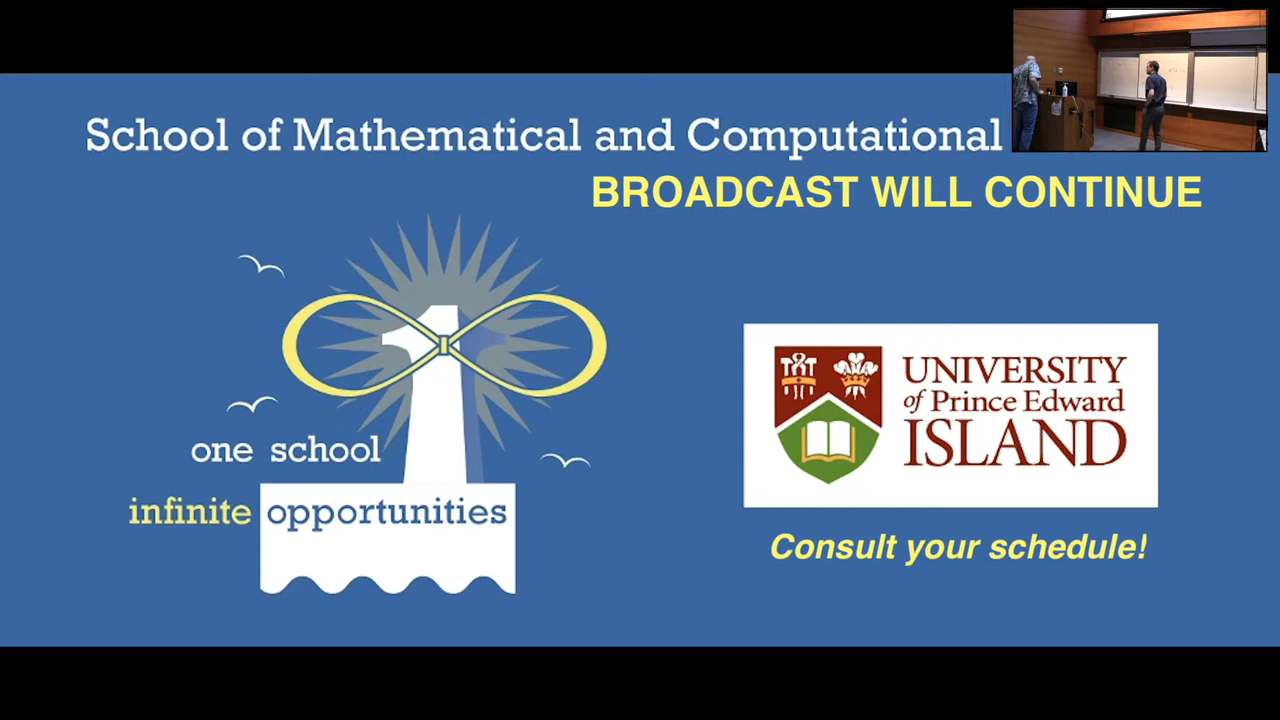 School of Mathematical and Computational
BROADCAST WILL CONTINUE
1
one school
infinite opportunities
UNIVERSITY
of Prince Edward
ISLAND
Consult your schedule!